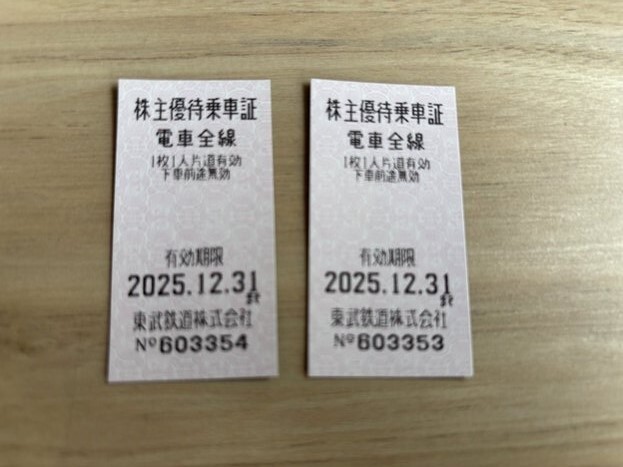 株主優待乗車証
電車全線
1枚1人片道有効
下車前途無効
有効期限
2025.12.31
まで
東武鉄道株式会社
Nº603354
株主優待乗車証
電車全線
1枚1人片道有効
下車前途無効
有効期限
2025.12.31
まで
東武鉄道株式会社
Nº603353